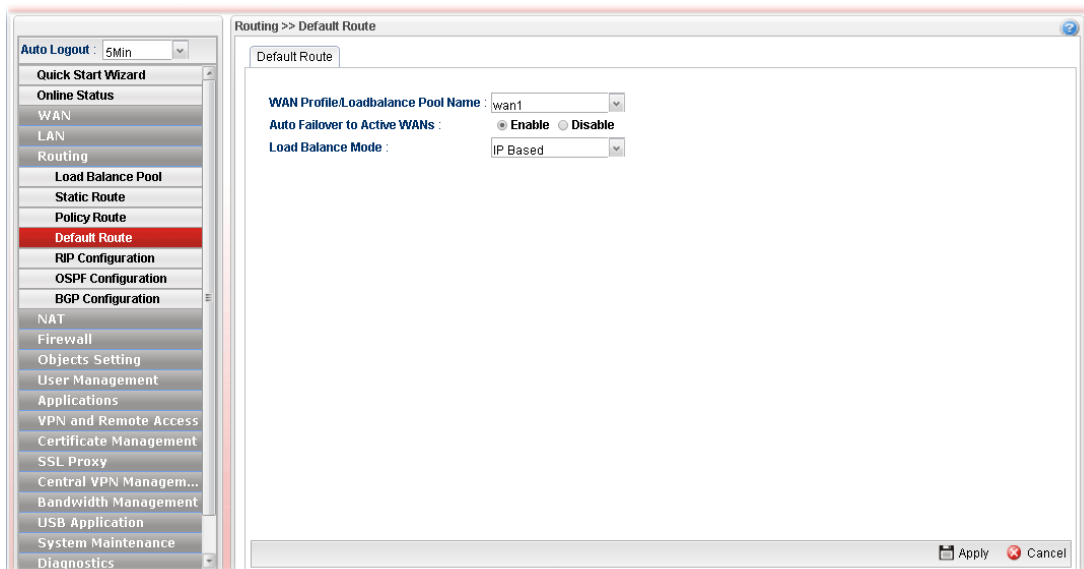 Auto Logout : 5Min
Quick Start Wizard
Online Status
WAN
LAN
Routing
Load Balance Pool
Static Route
Policy Route
Default Route
RIP Configuration
OSPF Configuration
BGP Configuration
NAT
Firewall
Objects Setting
User Management
Applications
VPN and Remote Access
Certificate Management
SSL Proxy
Central VPN Managem...
Bandwidth Management
USB Application
System Maintenance
Diagnostics
Routing >> Default Route
Default Route
WAN Profile/Loadbalance Pool Name : wan1
Auto Failover to Active WANs : Enable Disable
Load Balance Mode : IP Based
Apply Cancel